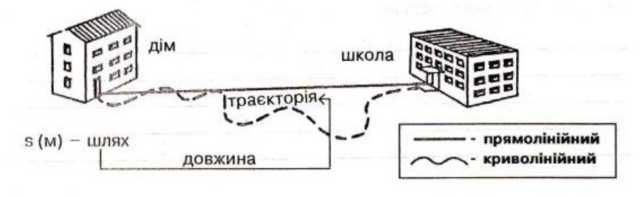 дім
школа
траєкторія
s (м) – шлях
довжина
- прямолінійний
- криволінійний